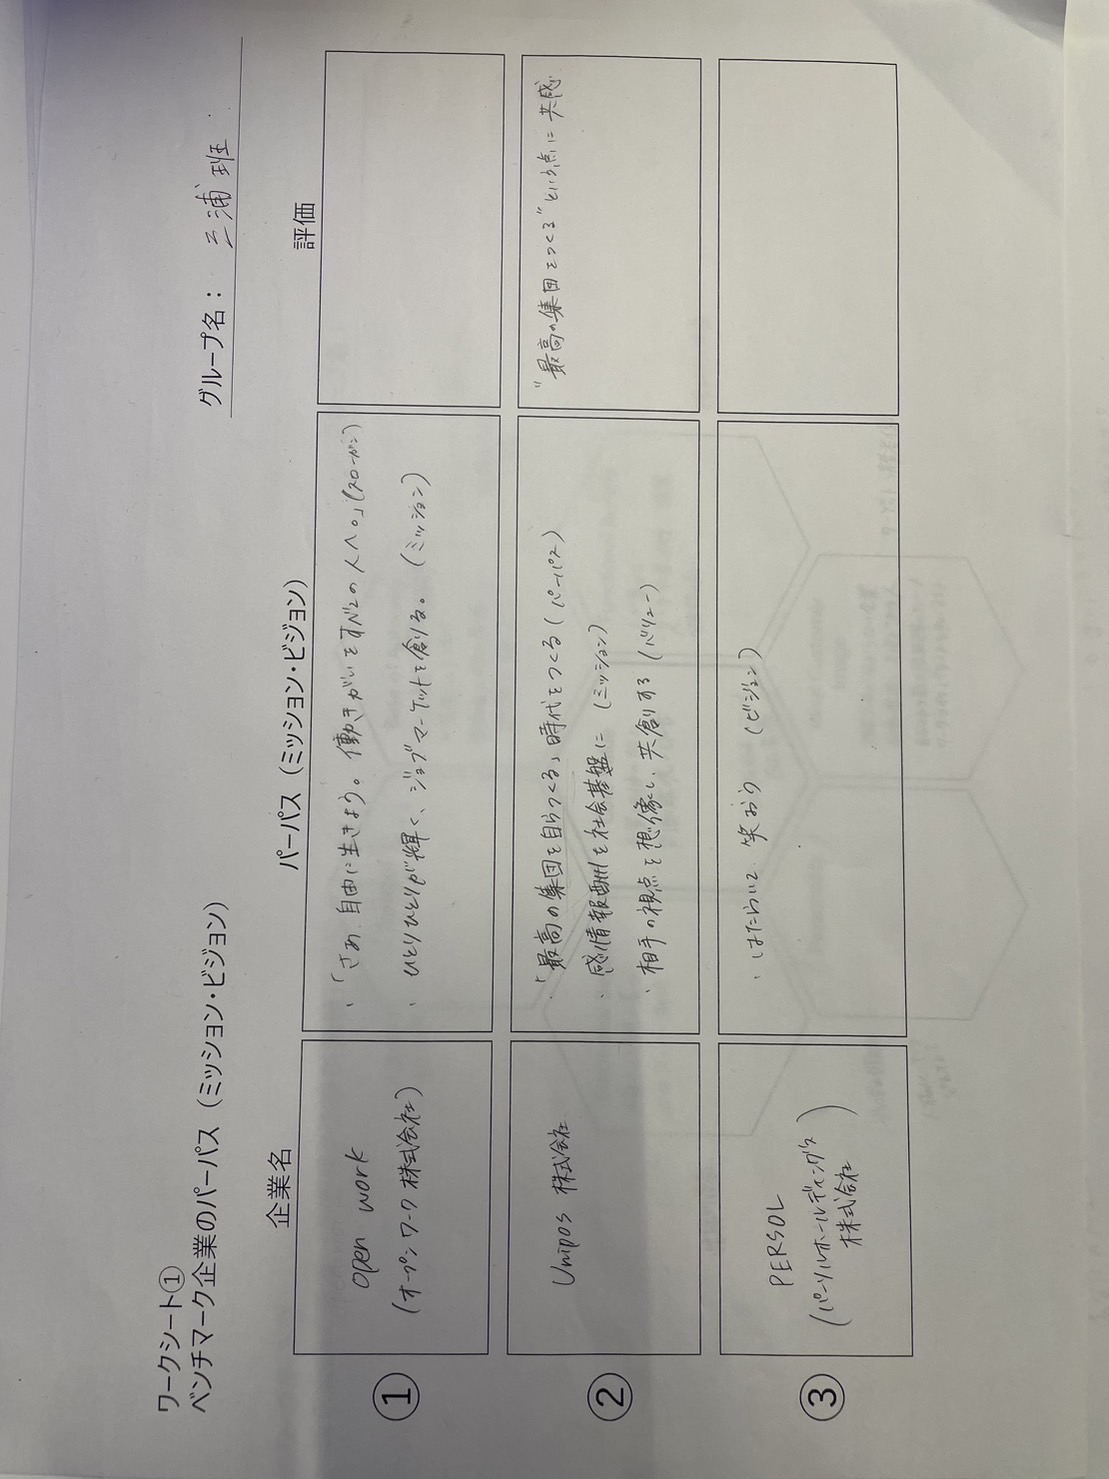 ワークシート①
ベンチマーク企業のパーパス（ミッション・ビジョン）
グループ名： 三浦班
企業名
パーパス（ミッション・ビジョン）
評価
①
open work
（オープンワーク 株式会社）
・「さあ、自由に生きよう。働きがいをすべての人へ。」（スローガン）
・ひとりひとりが輝く、ジョブマーケットを創る。（ミッション）
②
Unipos 株式会社
・「最高の集団を自らつくる」時代をつくる（パーパス）
・感情報酬を社会基盤に（ミッション）
・相手の視点を想像し、共創する（バリュー）
"最高の集団をつくる"という点に共感
③
PERSOL
（パーソルホールディングス
株式会社）
・はたらいて、笑おう（ビジョン）